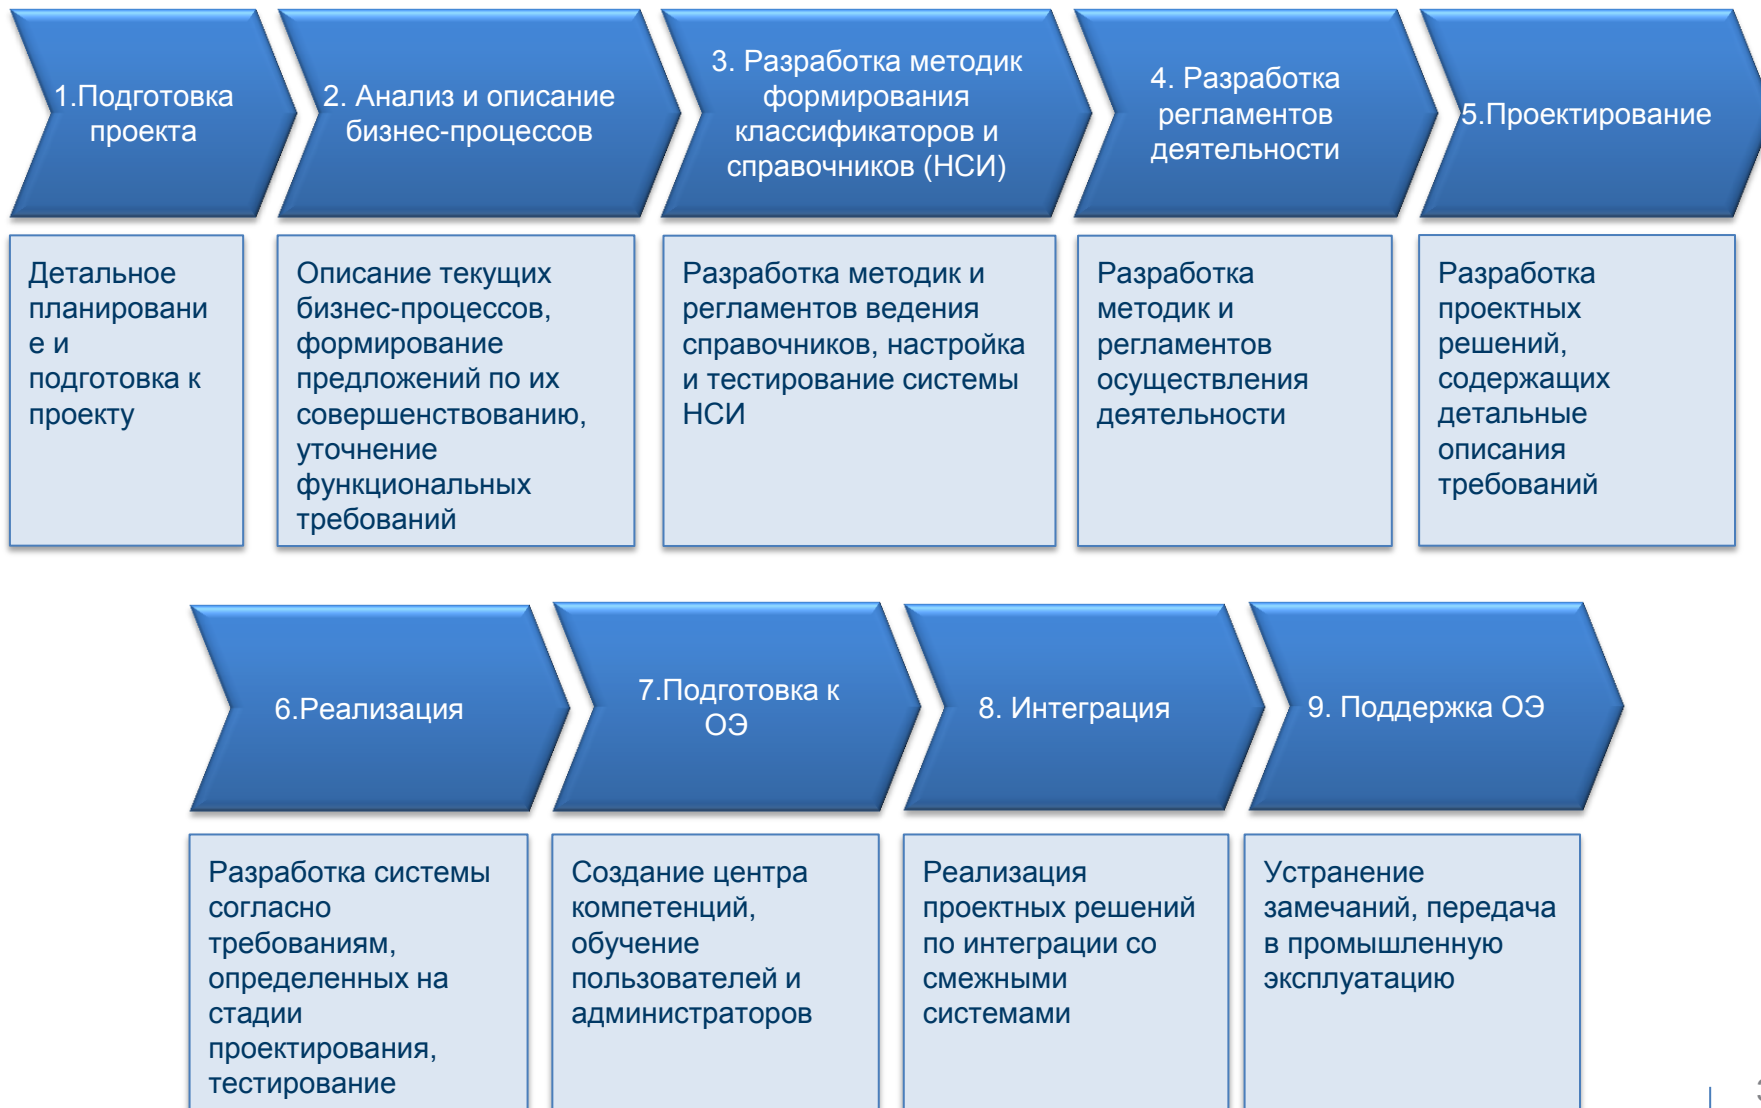 1.Подготовка
проекта
2. Анализ и описание
бизнес-процессов
3. Разработка методик
формирования
классификаторов и
справочников (НСИ)
4. Разработка
регламентов
деятельности
5.Проектирование
Детальное
планировани
е и
подготовка к
проекту
Описание текущих
бизнес-процессов,
формирование
предложений по их
совершенствованию,
уточнение
функциональных
требований
Разработка методик и
регламентов ведения
справочников, настройка
и тестирование системы
НСИ
Разработка
методик и
регламентов
осуществления
деятельности
Разработка
проектных
решений,
содержащих
детальные
описания
требований
6.Реализация
7.Подготовка к
ОЭ
8. Интеграция
9. Поддержка ОЭ
Разработка системы
согласно
требованиям,
определенных на
стадии
проектирования,
тестирование
Создание центра
компетенций,
обучение
пользователей и
администраторов
Реализация
проектных решений
по интеграции со
смежными
системами
Устранение
замечаний, передача
в промышленную
эксплуатацию